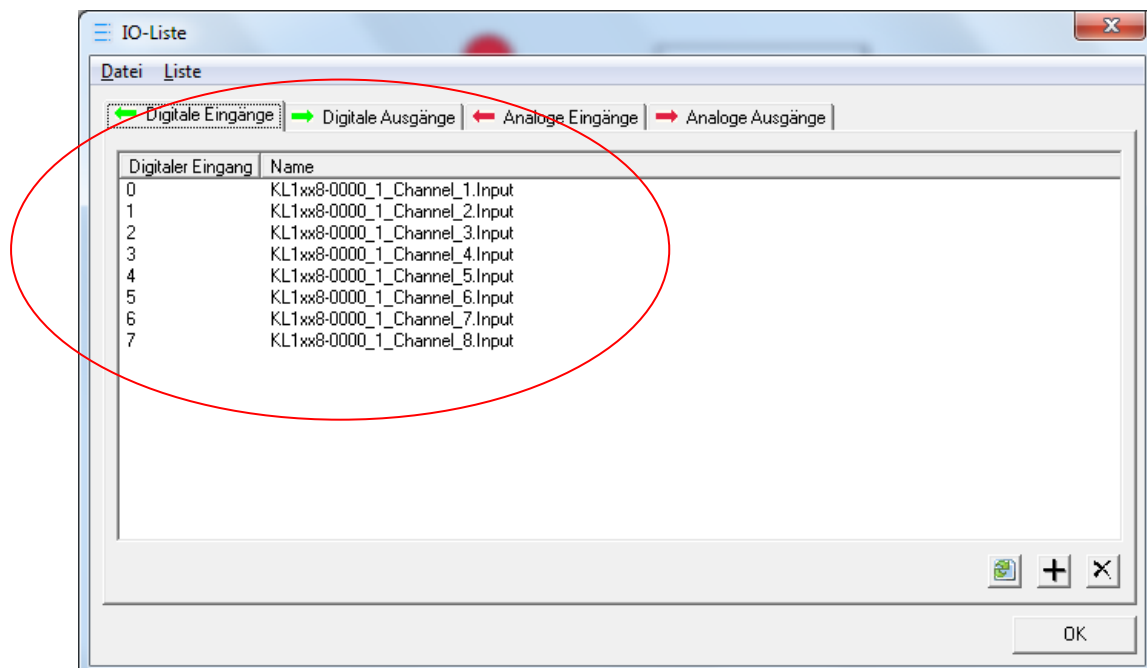 IO-Liste
Datei Liste
Digitale Eingänge Digitale Ausgänge Analoge Eingänge Analoge Ausgänge
Digitaler Eingang Name
0 KL1xx8-0000_1_Channel_1.Input
1 KL1xx8-0000_1_Channel_2.Input
2 KL1xx8-0000_1_Channel_3.Input
3 KL1xx8-0000_1_Channel_4.Input
4 KL1xx8-0000_1_Channel_5.Input
5 KL1xx8-0000_1_Channel_6.Input
6 KL1xx8-0000_1_Channel_7.Input
7 KL1xx8-0000_1_Channel_8.Input
OK